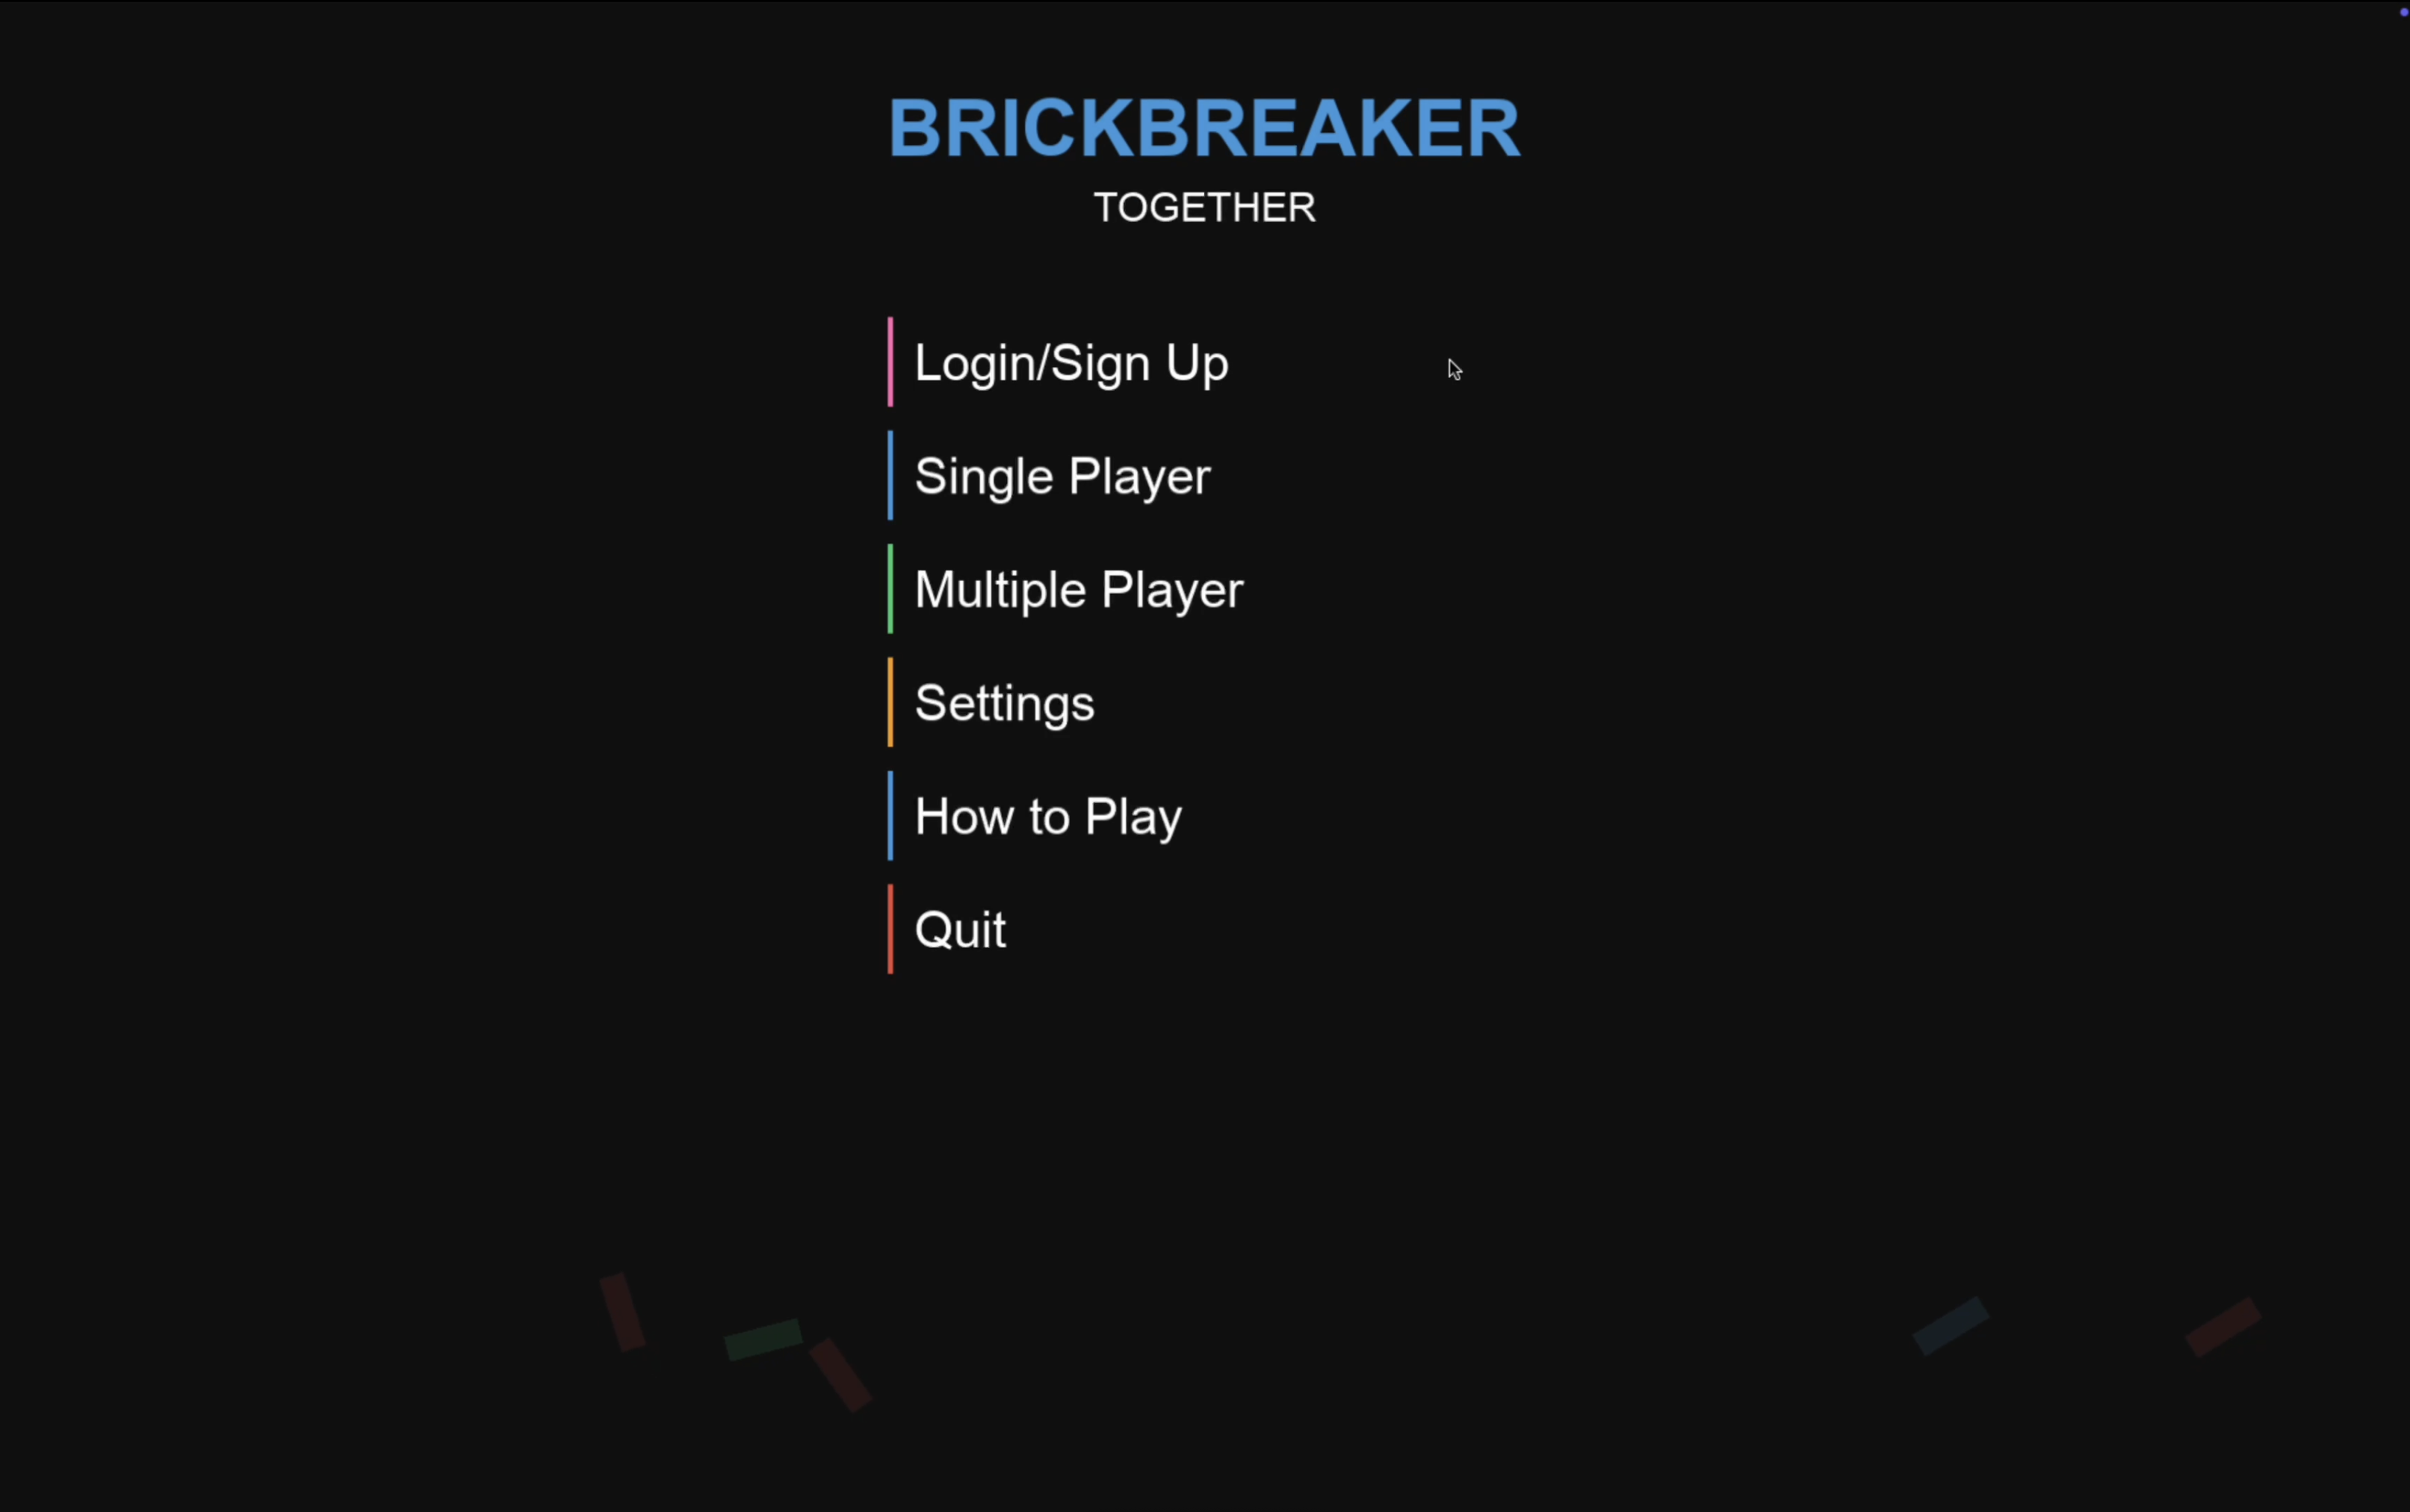 BRICKBREAKER
TOGETHER
Login/Sign Up
Single Player
Multiple Player
Settings
How to Play
Quit